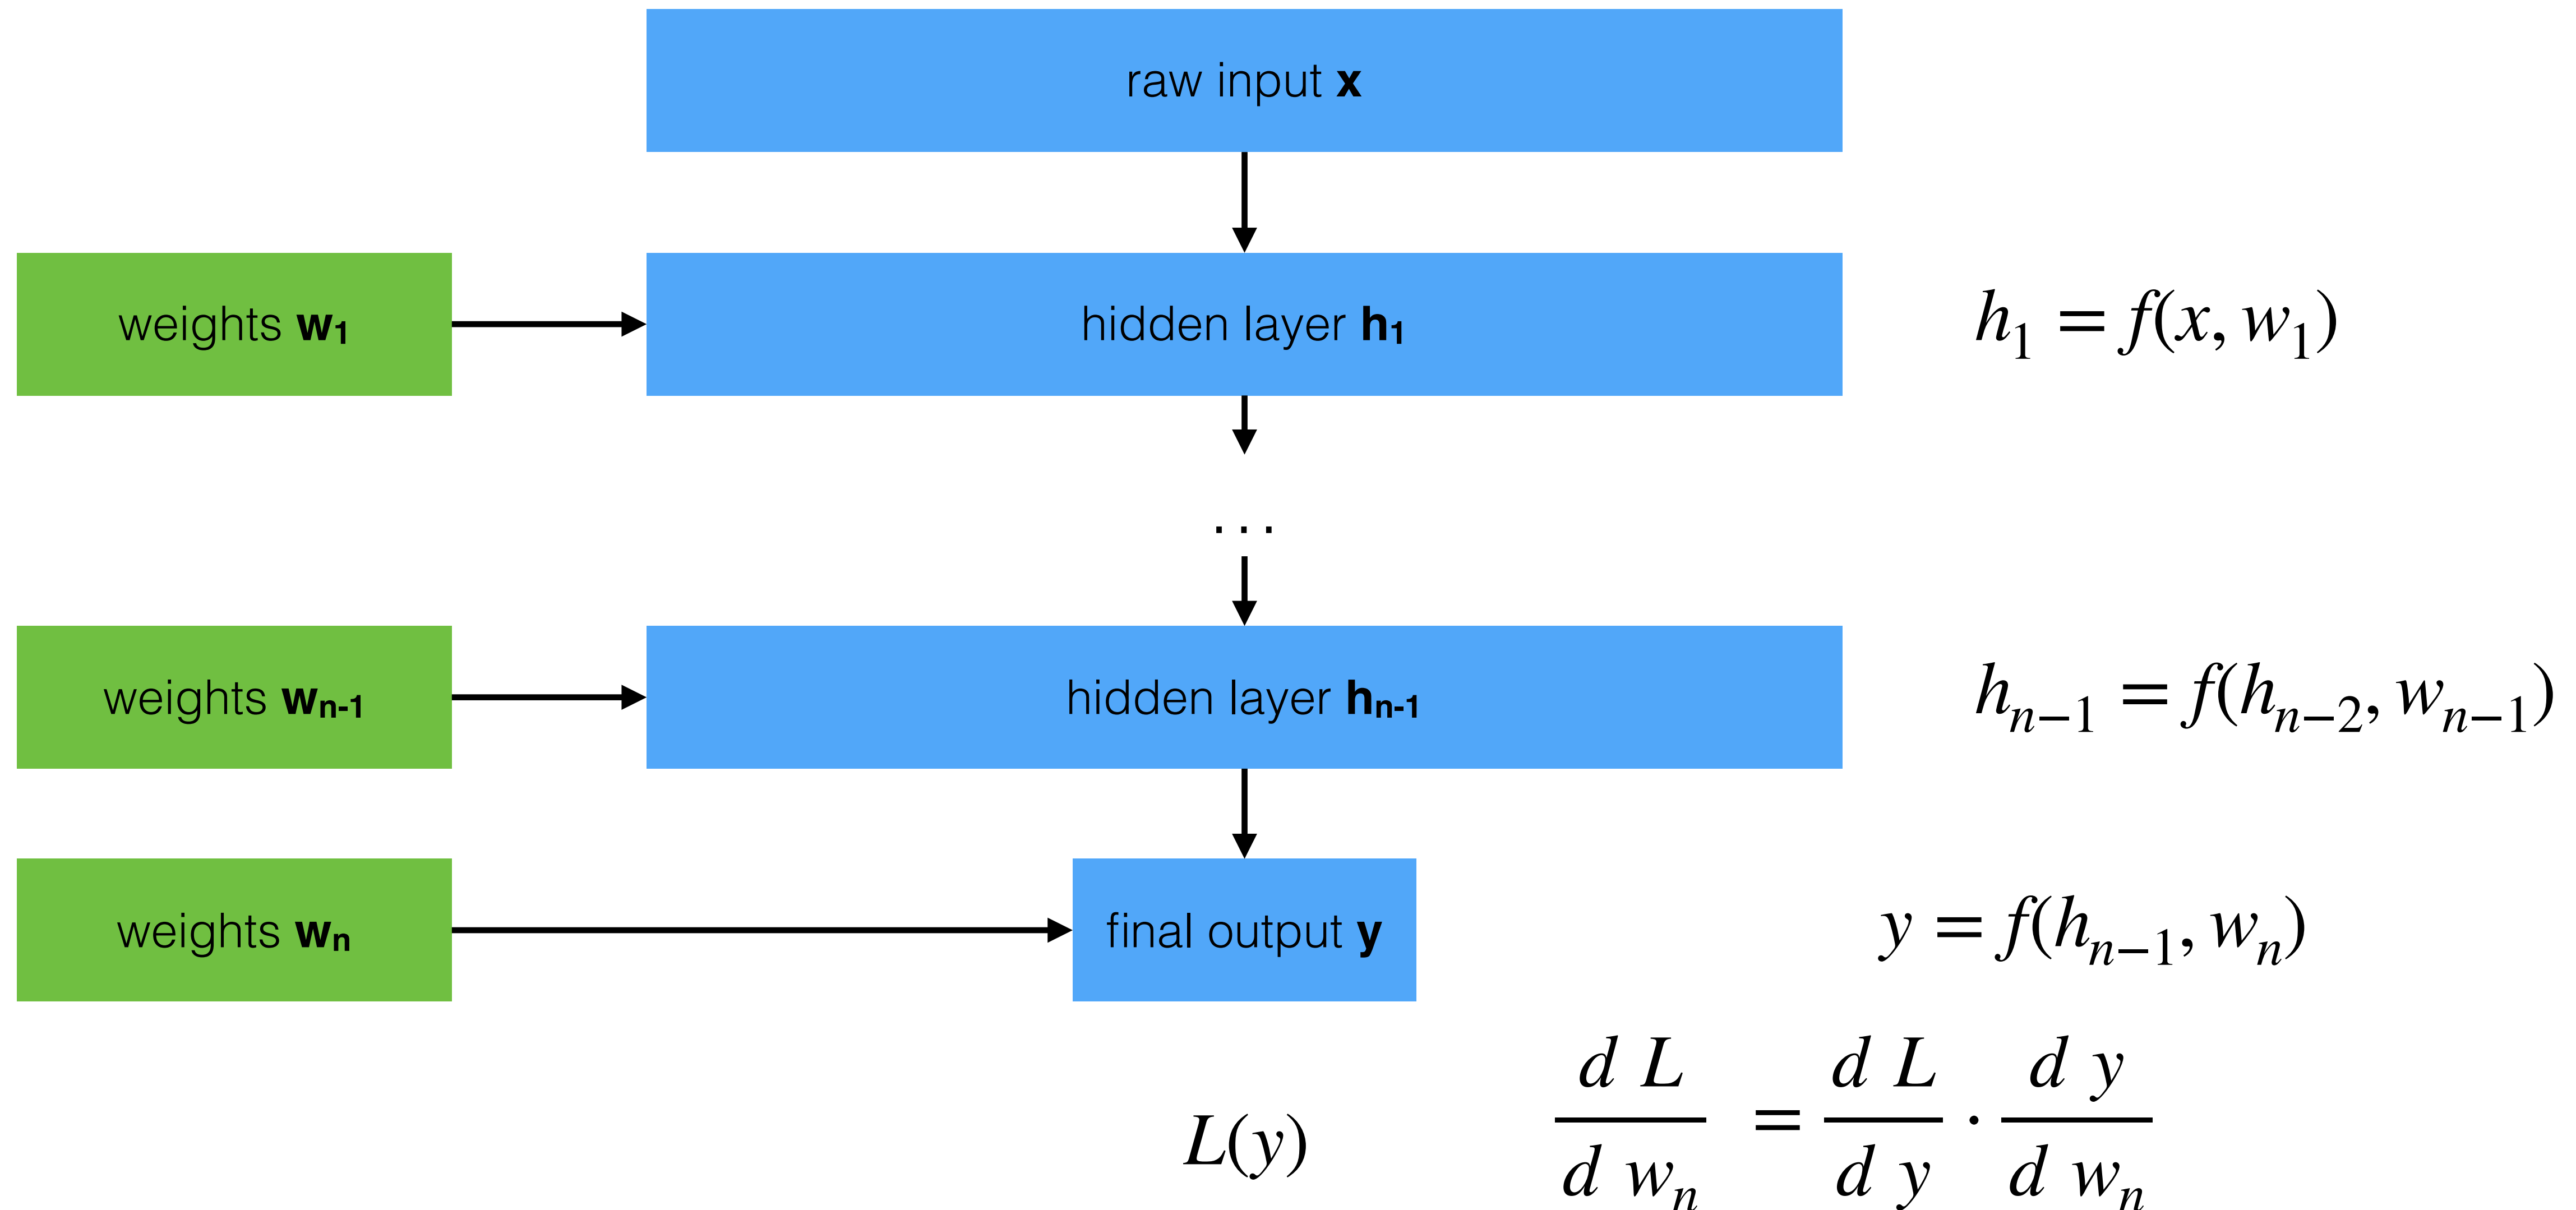 raw input x
weights w₁
hidden layer h₁
h₁ = f(x, w₁)
...
weights wₙ₋₁
hidden layer hₙ₋₁
hₙ₋₁ = f(hₙ₋₂, wₙ₋₁)
weights wₙ
final output y
y = f(hₙ₋₁, wₙ)
L(y)
d L / d wₙ = d L / d y · d y / d wₙ